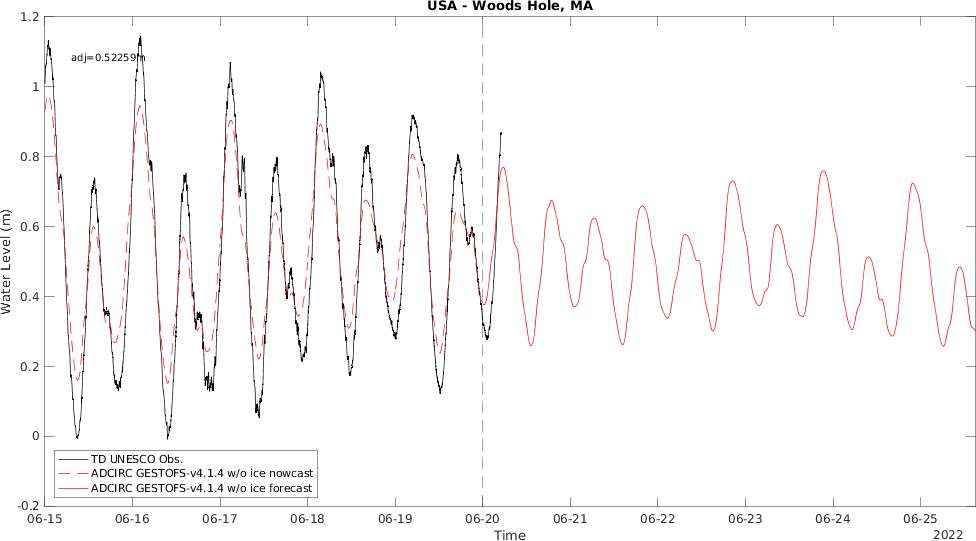 USA - Woods Hole, MA
adj=0.52259m
Water Level (m)
1.2
1
0.8
0.6
0.4
0.2
0
-0.2
TD UNESCO Obs.
ADCIRC GESTOFS-v4.1.4 w/o ice nowcast
ADCIRC GESTOFS-v4.1.4 w/o ice forecast
06-15 06-16 06-17 06-18 06-19 06-20 06-21 06-22 06-23 06-24 06-25
Time
2022